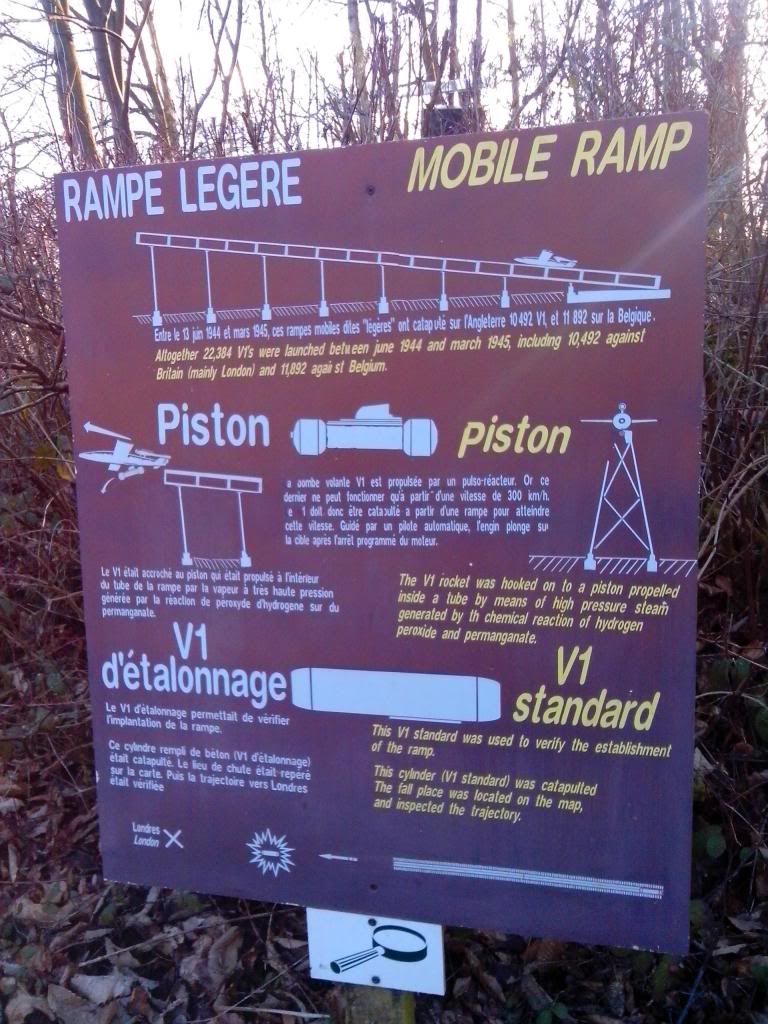 RAMPE LEGERE
MOBILE RAMP
Entre le 13 juin 1944 et mars 1945, ces rampes mobiles dites "légères" ont catapulté sur l'Angleterre 10 492 V1, et 11 892 sur la Belgique.
Altogether 22,384 V1's were launched between june 1944 and march 1945, including 10,492 against
Britain (mainly London) and 11,892 agai st Belgium.
Piston
Piston
a bombe volante V1 est propulsée par un pulso-réacteur. Or ce
dernier ne peut fonctionner qu'à partir d'une vitesse de 300 km/h.
e 1 doit donc être catapulté a partir d'une rampe pour atteindre
cette vitesse. Guidé par un pilote automatique, l'engin plonge su
la cible après l'arrêt programmé du moteur.
Le V1 était accroché au piston qui était propulsé à l'intérieur
du tube de la rampe par la vapeur à très haute pression
générée par la réaction de peroxyde d'hydrogene sur du
permanganate.
The V1 rocket was hooked on to a piston propelled
inside a tube by means of high pressure steam
generated by th chemical reaction of hydrogen
peroxide and permanganate.
V1
d'étalonnage
V1
standard
Le V1 d'étalonnage permettait de vérifier
l'implantation de la rampe.
Ce cylindre rempli de béton (V1 d'étalonnage)
était catapulté. Le lieu de chute était repéré
sur la carte. Puis la trajectoire vers Londres
était vérifiée
This V1 standard was used to verify the establishment
of the ramp.
This cylinder (V1 standard) was catapulted
The fall place was located on the map,
and inspected the trajectory.
Londres
London